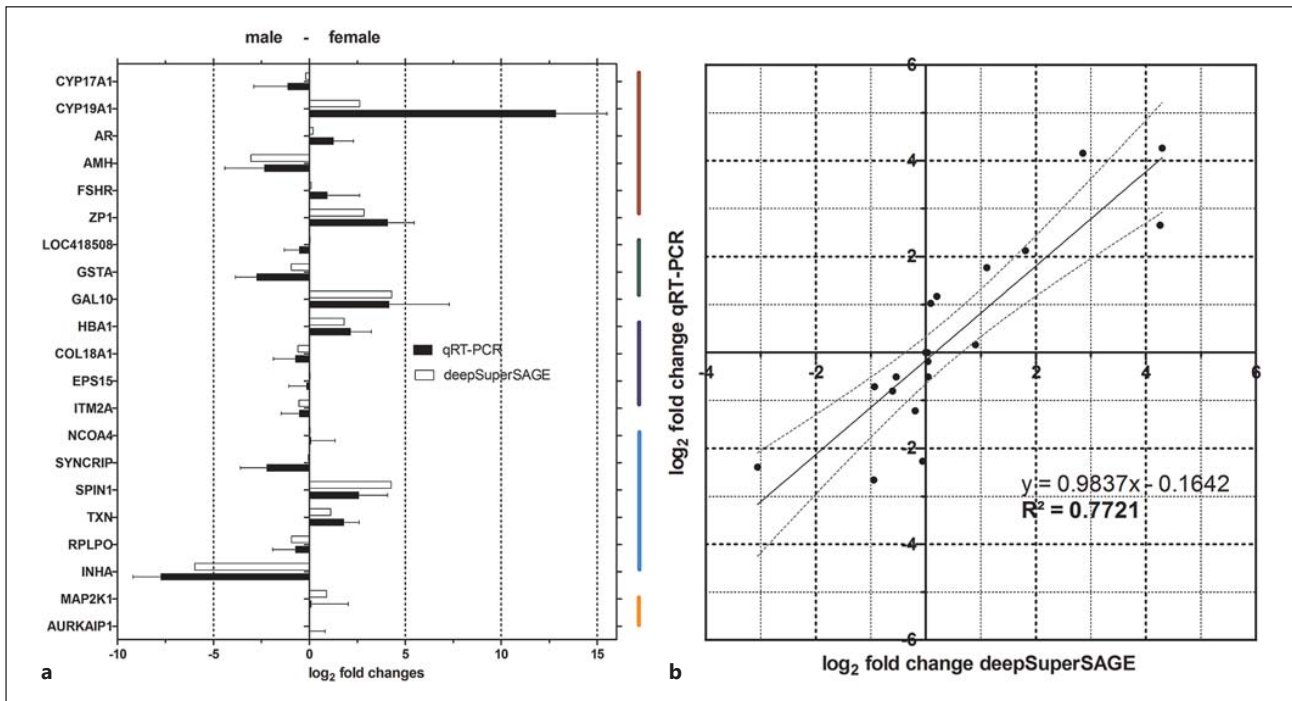 male - female
CYP17A1
CYP19A1
AR
AMH
FSHR
ZP1
LOC418508
GSTA
GAL10
HBA1
COL18A1
EPS15
ITM2A
NCOA4
SYNCRIP
SPIN1
TXN
RPLPO
INHA
MAP2K1
AURKAIP1
qRT-PCR
deepSuperSAGE
-10 -5 0 5 10 15
log2 fold changes
a
6
4
2
-4 -2 2 4 6
-2
-4
-6
log2 fold change qRT-PCR
y = 0.9837x - 0.1642
R² = 0.7721
log2 fold change deepSuperSAGE
b